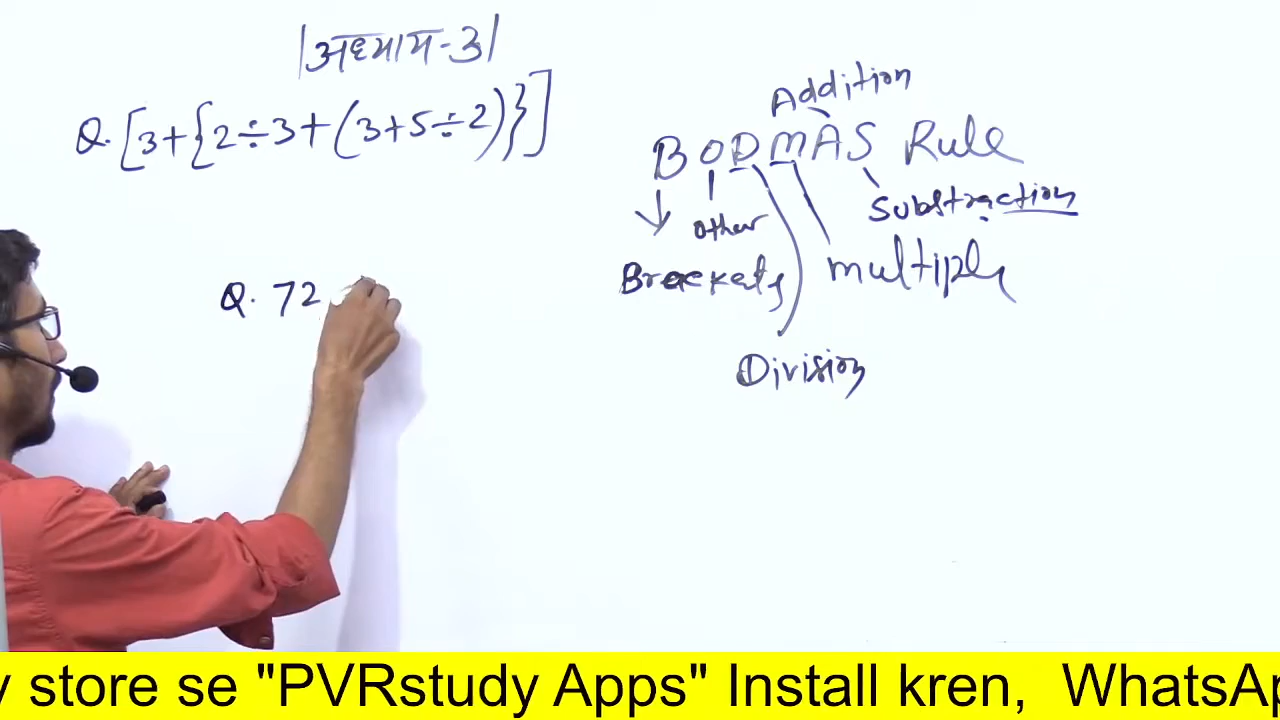 |अध्याय-3|
Q. [3+{2÷3+(3+5÷2)}]
Addition
BODMAS Rule
Substraction
Other
Brackets
multiply
Q. 72
Division
y store se "PVRstudy Apps" Install kren, WhatsAp